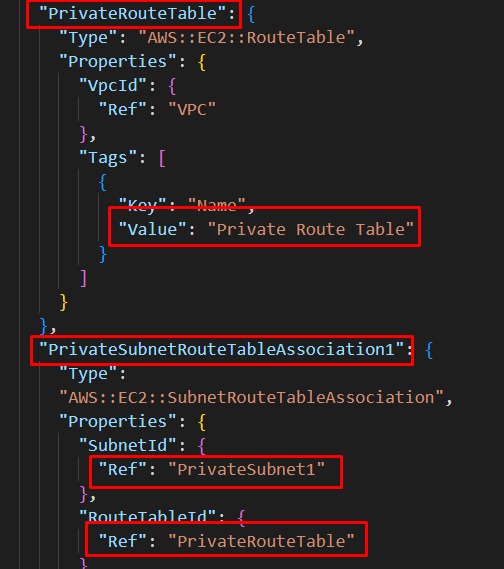 "PrivateRouteTable": {
"Type": "AWS::EC2::RouteTable",
"Properties": {
"VpcId": {
"Ref": "VPC"
},
"Tags": [
{
"Key": "Name",
"Value": "Private Route Table"
}
]
}
},
"PrivateSubnetRouteTableAssociation1": {
"Type":
"AWS::EC2::SubnetRouteTableAssociation",
"Properties": {
"SubnetId": {
"Ref": "PrivateSubnet1"
},
"RouteTableId": {
"Ref": "PrivateRouteTable"
}